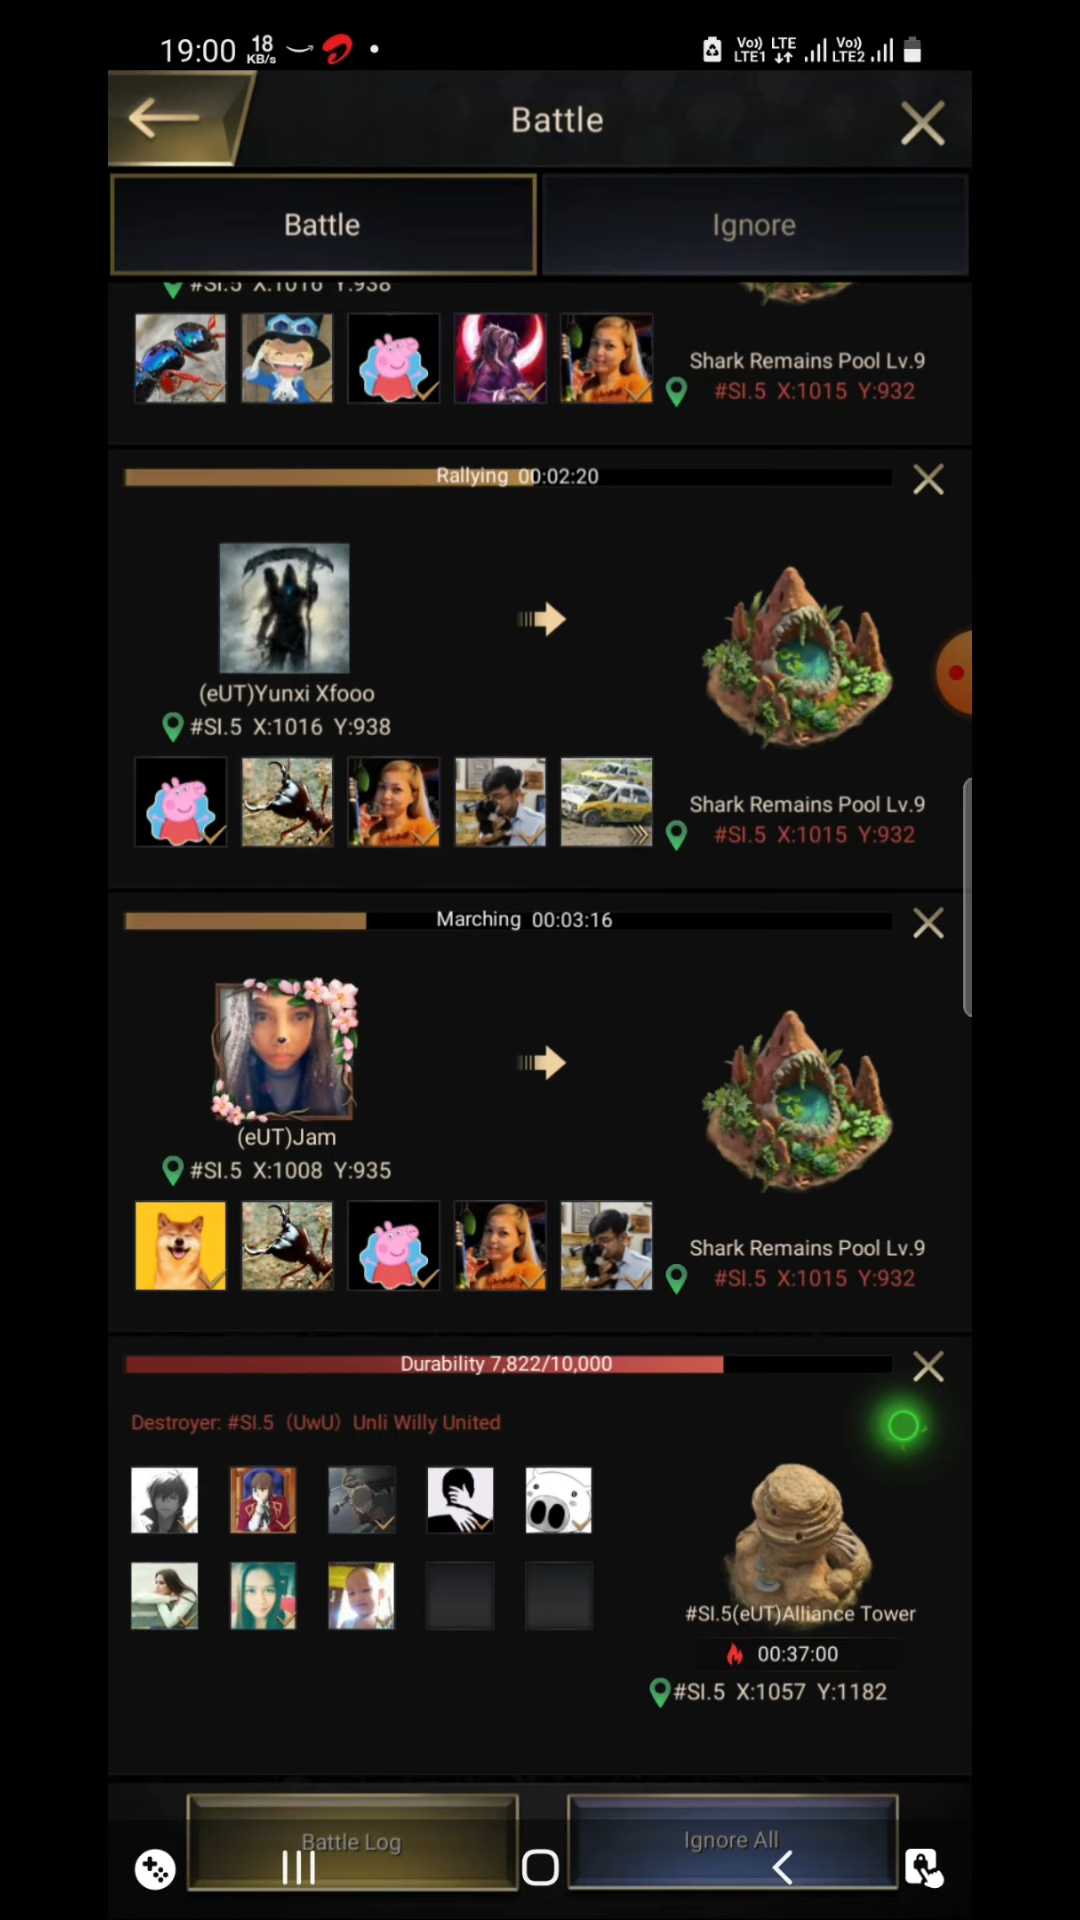 19:00 18 KB/s Vo)) LTE1 LTE Vo)) LTE2
Battle
Battle Ignore
#SI.5 X:1016 Y:938
Shark Remains Pool Lv.9
#SI.5 X:1015 Y:932
Rallying 00:02:20
(eUT)Yunxi Xfooo
#SI.5 X:1016 Y:938
Shark Remains Pool Lv.9
#SI.5 X:1015 Y:932
Marching 00:03:16
(eUT)Jam
#SI.5 X:1008 Y:935
Shark Remains Pool Lv.9
#SI.5 X:1015 Y:932
Durability 7,822/10,000
Destroyer: #SI.5（UwU）Unli Willy United
#SI.5(eUT)Alliance Tower
00:37:00
#SI.5 X:1057 Y:1182
Battle Log Ignore All